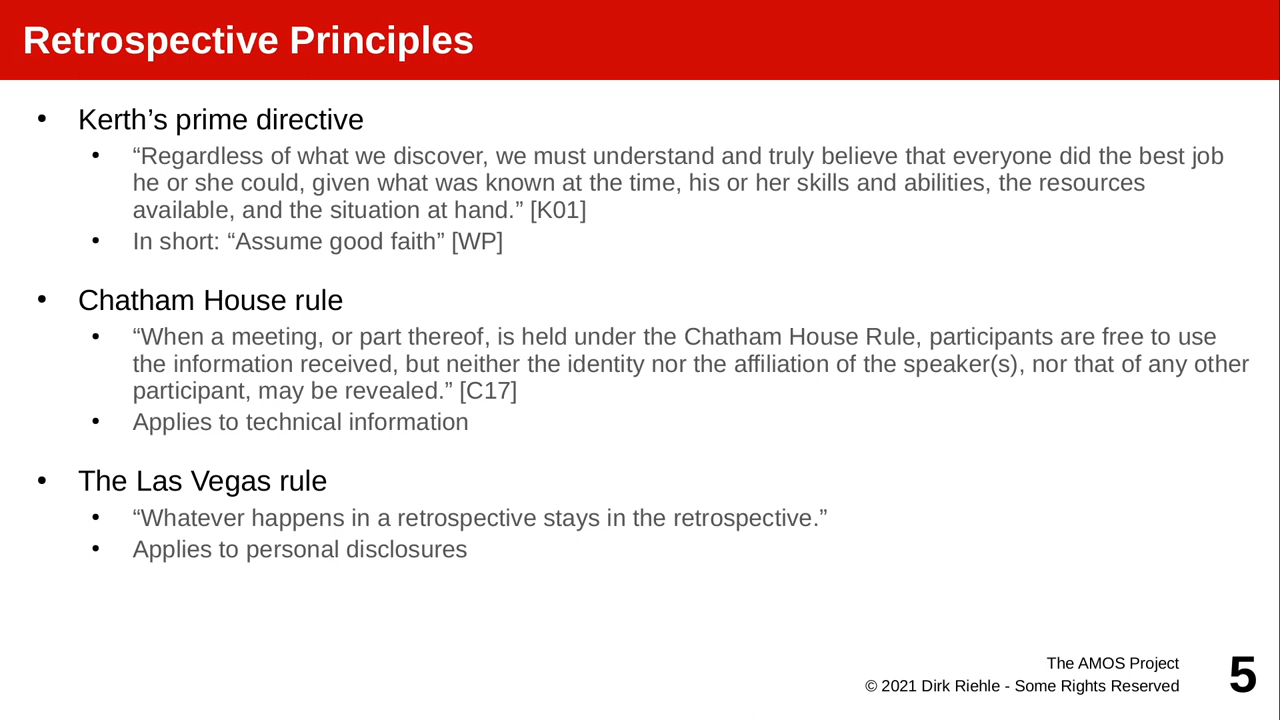 Retrospective Principles
• Kerth’s prime directive
• “Regardless of what we discover, we must understand and truly believe that everyone did the best job
he or she could, given what was known at the time, his or her skills and abilities, the resources
available, and the situation at hand.” [K01]
• In short: “Assume good faith” [WP]
• Chatham House rule
• “When a meeting, or part thereof, is held under the Chatham House Rule, participants are free to use
the information received, but neither the identity nor the affiliation of the speaker(s), nor that of any other
participant, may be revealed.” [C17]
• Applies to technical information
• The Las Vegas rule
• “Whatever happens in a retrospective stays in the retrospective.”
• Applies to personal disclosures
The AMOS Project
© 2021 Dirk Riehle - Some Rights Reserved
5